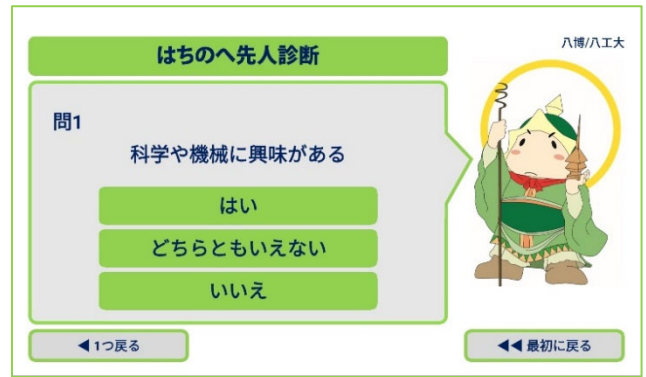 はちのへ先人診断
八博/八工大
問1
科学や機械に興味がある
はい
どちらともいえない
いいえ
◀1つ戻る
◀◀最初に戻る